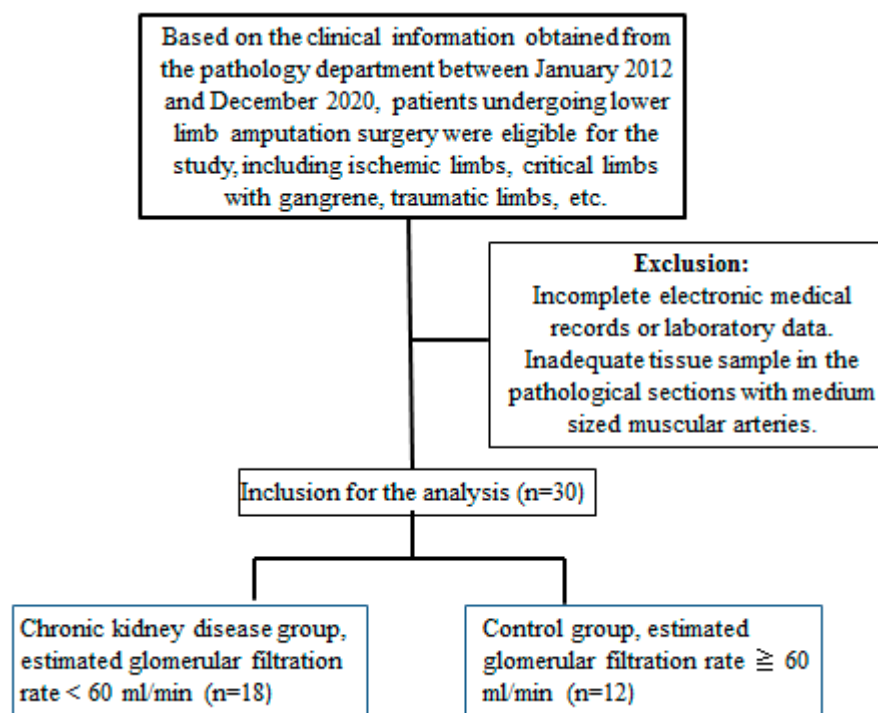 Based on the clinical information obtained from
the pathology department between January 2012
and December 2020, patients undergoing lower
limb amputation surgery were eligible for the
study, including ischemic limbs, critical limbs
with gangrene, traumatic limbs, etc.
Exclusion:
Incomplete electronic medical
records or laboratory data.
Inadequate tissue sample in the
pathological sections with medium
sized muscular arteries.
Inclusion for the analysis (n=30)
Chronic kidney disease group,
estimated glomerular filtration
rate < 60 ml/min (n=18)
Control group, estimated
glomerular filtration rate ≧ 60
ml/min (n=12)